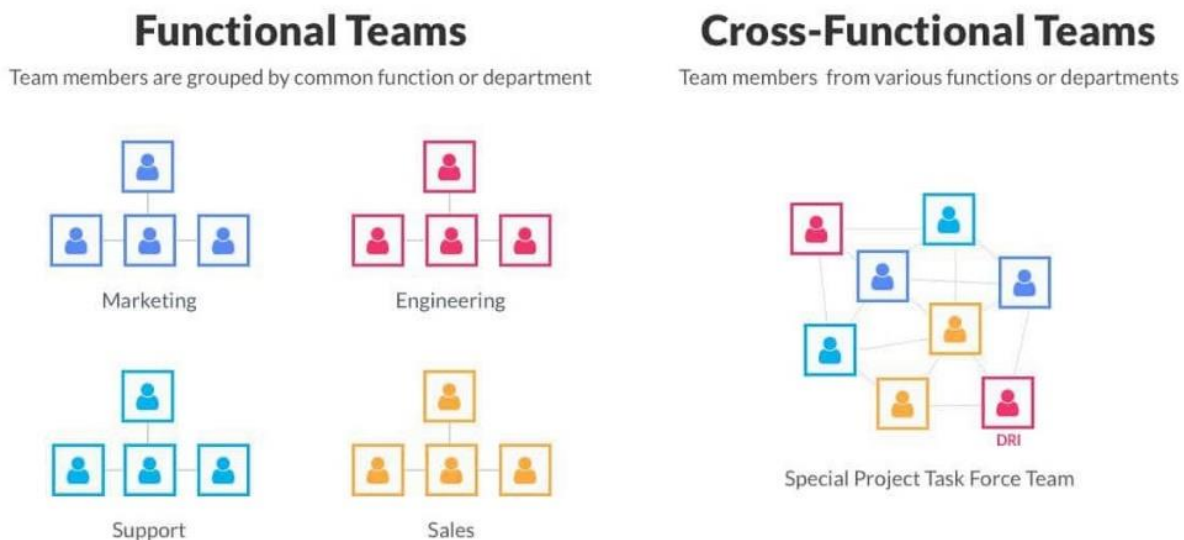 Functional Teams
Team members are grouped by common function or department
Marketing
Engineering
Support
Sales
Cross-Functional Teams
Team members from various functions or departments
DRI
Special Project Task Force Team